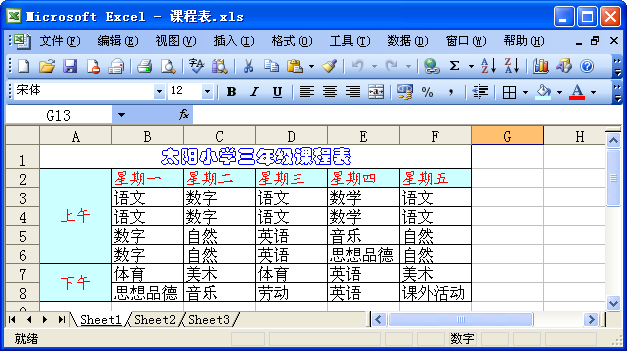 Microsoft Excel - 课程表.xls
文件(F) 编辑(E) 视图(V) 插入(I) 格式(O) 工具(T) 数据(D) 窗口(W) 帮助(H)
宋体 12 B I U % ,
G13 fx
A B C D E F G H
1 太阳小学三年级课程表
2 星期一 星期二 星期三 星期四 星期五
3 语文 数字 语文 数学 语文
上午
4 语文 数字 语文 数学 语文
5 数字 自然 英语 音乐 自然
6 数字 自然 英语 思想品德 自然
7 体育 美术 体育 英语 美术
下午
8 思想品德 音乐 劳动 英语 课外活动
Sheet1 Sheet2 Sheet3
就绪 数字